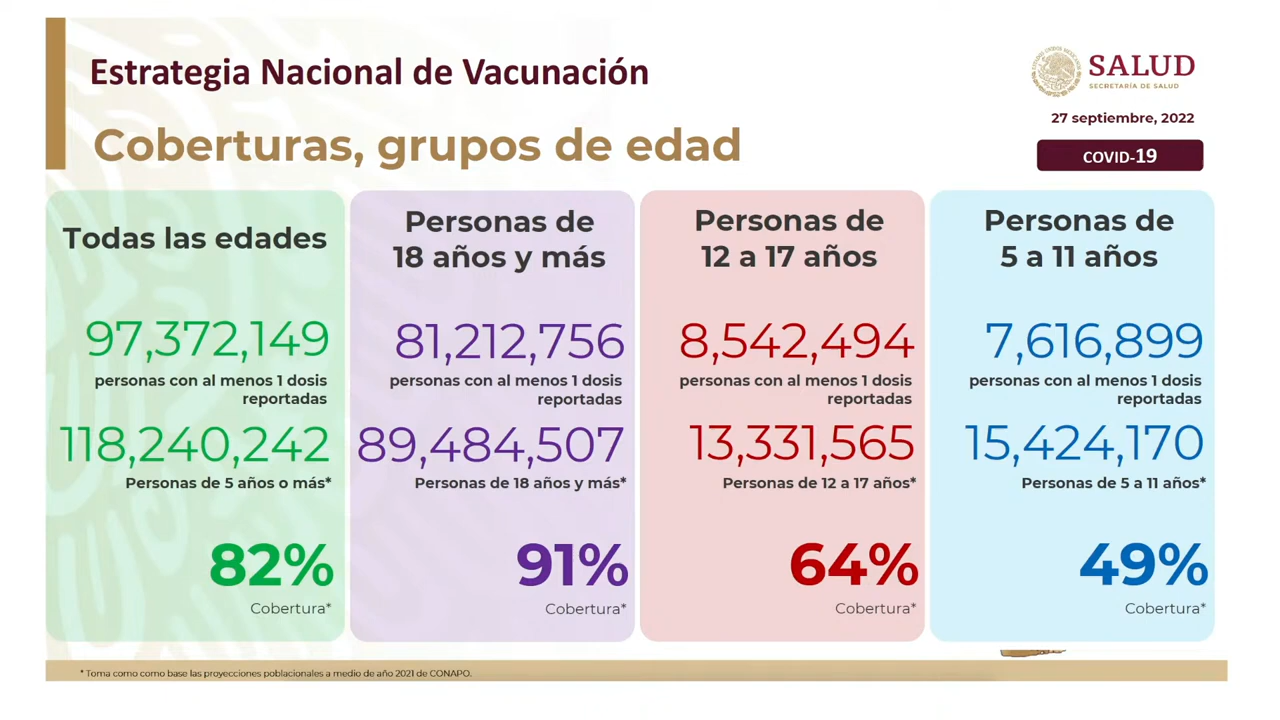 Estrategia Nacional de Vacunación
Coberturas, grupos de edad
SALUD
SECRETARÍA DE SALUD
27 septiembre, 2022
COVID-19
Todas las edades
97,372,149
personas con al menos 1 dosis
reportadas
118,240,242
Personas de 5 años o más*
82%
Cobertura*
Personas de
18 años y más
81,212,756
personas con al menos 1 dosis
reportadas
89,484,507
Personas de 18 años y más*
91%
Cobertura*
Personas de
12 a 17 años
8,542,494
personas con al menos 1 dosis
reportadas
13,331,565
Personas de 12 a 17 años*
64%
Cobertura*
Personas de
5 a 11 años
7,616,899
personas con al menos 1 dosis
reportadas
15,424,170
Personas de 5 a 11 años*
49%
Cobertura*
* Toma como como base las proyecciones poblacionales a medio de año 2021 de CONAPO.